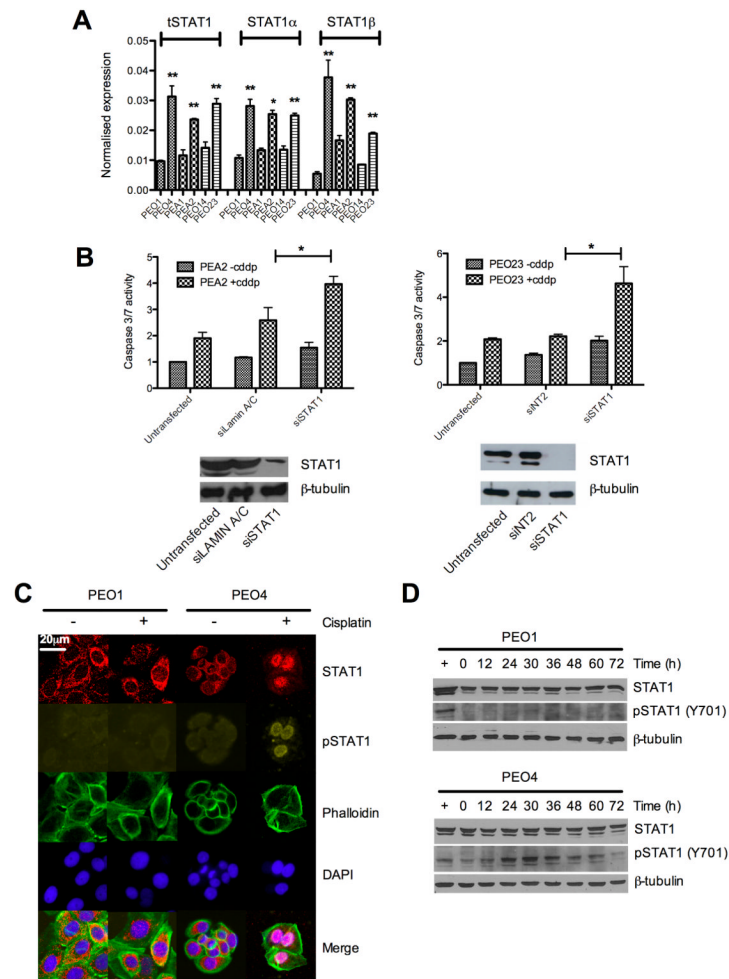 A
tSTAT1 STAT1α STAT1β
Normalised expression
0.05
0.04
0.03
0.02
0.01
0.00
** ** ** ** * ** ** ** **
PEO1 PEO4 PEA1 PEA2 PEO14 PEO23 PEO1 PEO4 PEA1 PEA2 PEO14 PEO23 PEO1 PEO4 PEA1 PEA2 PEO14 PEO23
B
Caspase 3/7 activity
5
4
3
2
1
0
PEA2 -cddp
PEA2 +cddp
*
Untransfected siLamin A/C siSTAT1
STAT1
β-tubulin
Untransfected siLAMIN A/C siSTAT1
Caspase 3/7 activity
6
4
2
0
PEO23 -cddp
PEO23 +cddp
*
Untransfected siNT2 siSTAT1
STAT1
β-tubulin
Untransfected siNT2 siSTAT1
C
PEO1 PEO4
- + - + Cisplatin
20μm
STAT1
pSTAT1
Phalloidin
DAPI
Merge
D
PEO1
+ 0 12 24 30 36 48 60 72 Time (h)
STAT1
pSTAT1 (Y701)
β-tubulin
PEO4
+ 0 12 24 30 36 48 60 72 Time (h)
STAT1
pSTAT1 (Y701)
β-tubulin